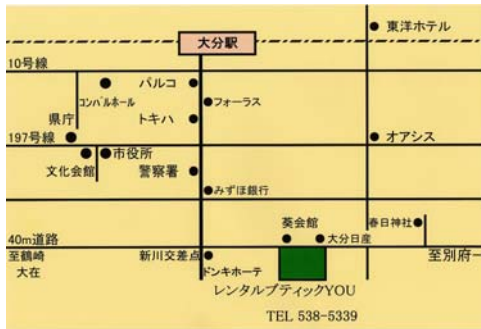 東洋ホテル
大分駅
10号線
パルコ
コンパルホール
フォーラス
県庁
トキハ
197号線
オアシス
市役所
文化会館
警察署
みずほ銀行
葵会館
春日神社
40m道路
大分日産
至鶴崎
大在
新川交差点
ドンキホーテ
至別府
レンタルブティックYOU
TEL 538-5339